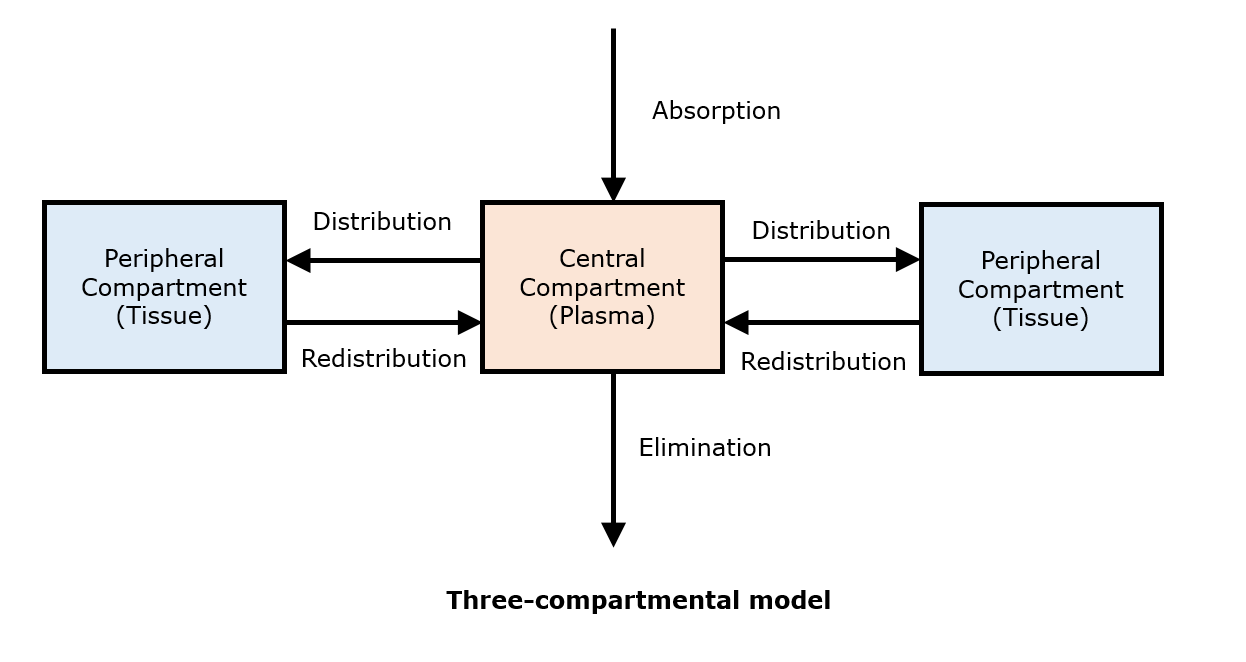 Absorption
Distribution
Distribution
Peripheral
Compartment
(Tissue)
Central
Compartment
(Plasma)
Peripheral
Compartment
(Tissue)
Redistribution
Redistribution
Elimination
Three-compartmental model